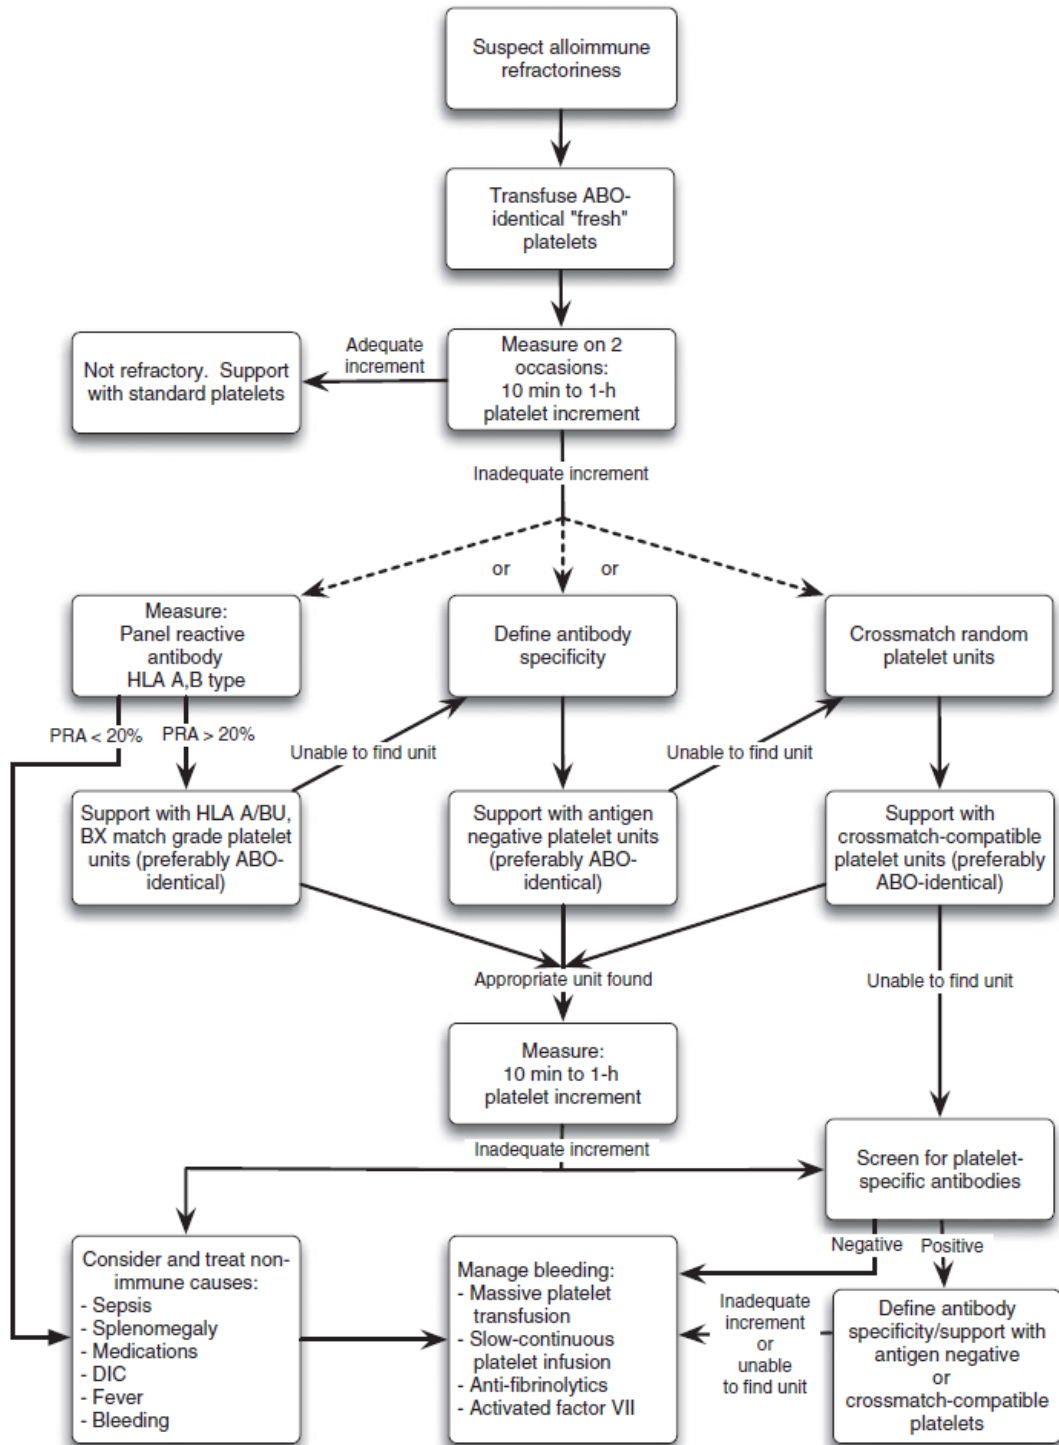 Suspect alloimmune
refractoriness
Transfuse ABO-
identical "fresh"
platelets
Measure on 2
occasions:
10 min to 1-h
platelet increment
Adequate
increment
Not refractory.  Support
with standard platelets
Inadequate increment
or
or
Measure:
Panel reactive
antibody
HLA A,B type
Define antibody
specificity
Crossmatch random
platelet units
PRA < 20%
PRA > 20%
Unable to find unit
Unable to find unit
Support with HLA A/BU,
BX match grade platelet
units (preferably ABO-
identical)
Support with antigen
negative platelet units
(preferably ABO-
identical)
Support with
crossmatch-compatible
platelet units (preferably
ABO-identical)
Appropriate unit found
Unable to find unit
Measure:
10 min to 1-h
platelet increment
Inadequate increment
Screen for platelet-
specific antibodies
Negative
Positive
Consider and treat non-
immune causes:
- Sepsis
- Splenomegaly
- Medications
- DIC
- Fever
- Bleeding
Manage bleeding:
- Massive platelet
transfusion
- Slow-continuous
platelet infusion
- Anti-fibrinolytics
- Activated factor VII
Inadequate
increment
or
unable
to find unit
Define antibody
specificity/support with
antigen negative
or
crossmatch-compatible
platelets